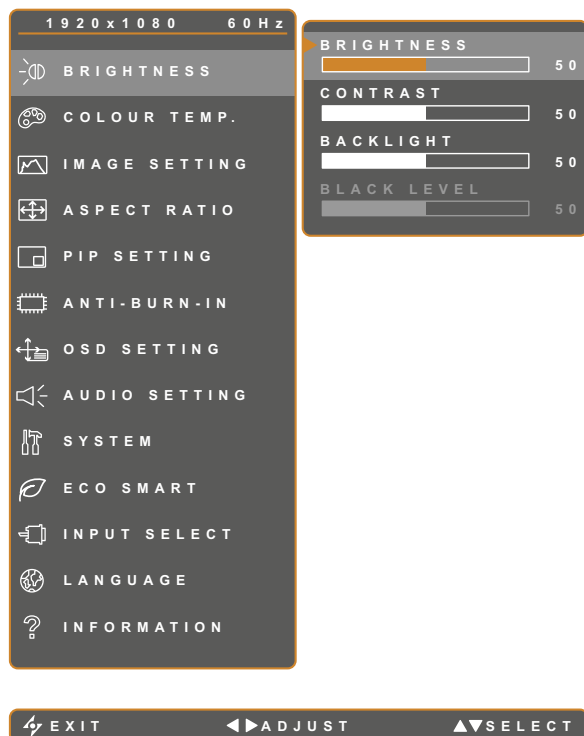 1920x1080 60Hz
BRIGHTNESS
COLOUR TEMP.
IMAGE SETTING
ASPECT RATIO
PIP SETTING
ANTI-BURN-IN
OSD SETTING
AUDIO SETTING
SYSTEM
ECO SMART
INPUT SELECT
LANGUAGE
INFORMATION
BRIGHTNESS
50
CONTRAST
50
BACKLIGHT
50
BLACK LEVEL
50
EXIT ADJUST SELECT